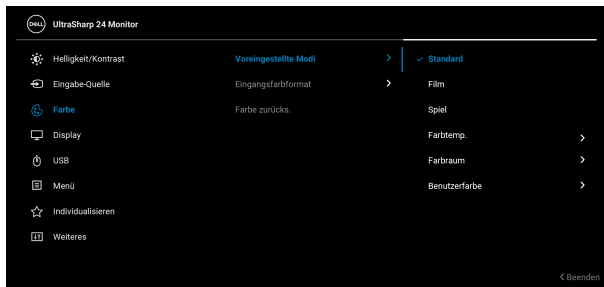 DELL UltraSharp 24 Monitor
Helligkeit/Kontrast Voreingestellte Modi Standard
Eingabe-Quelle Eingangsfarbformat Film
Farbe Farbe zurücks. Spiel
Display Farbtemp.
USB Farbraum
Menü Benutzerfarbe
Individualisieren
Weiteres
Beenden